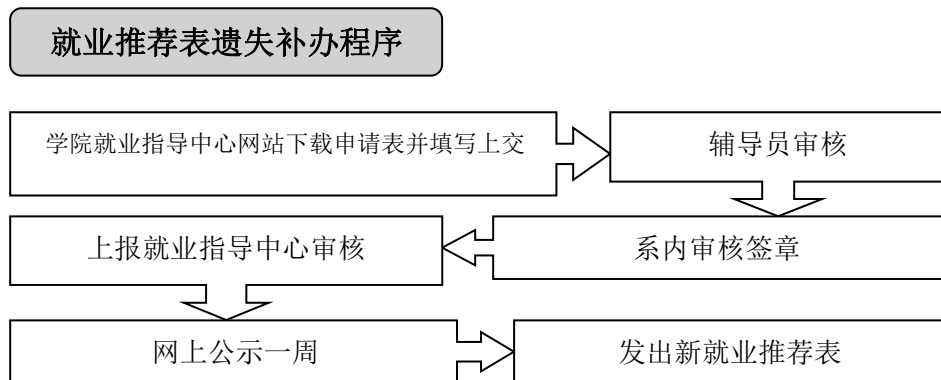 就业推荐表遗失补办程序
学院就业指导中心网站下载申请表并填写上交
辅导员审核
系内审核签章
上报就业指导中心审核
网上公示一周
发出新就业推荐表